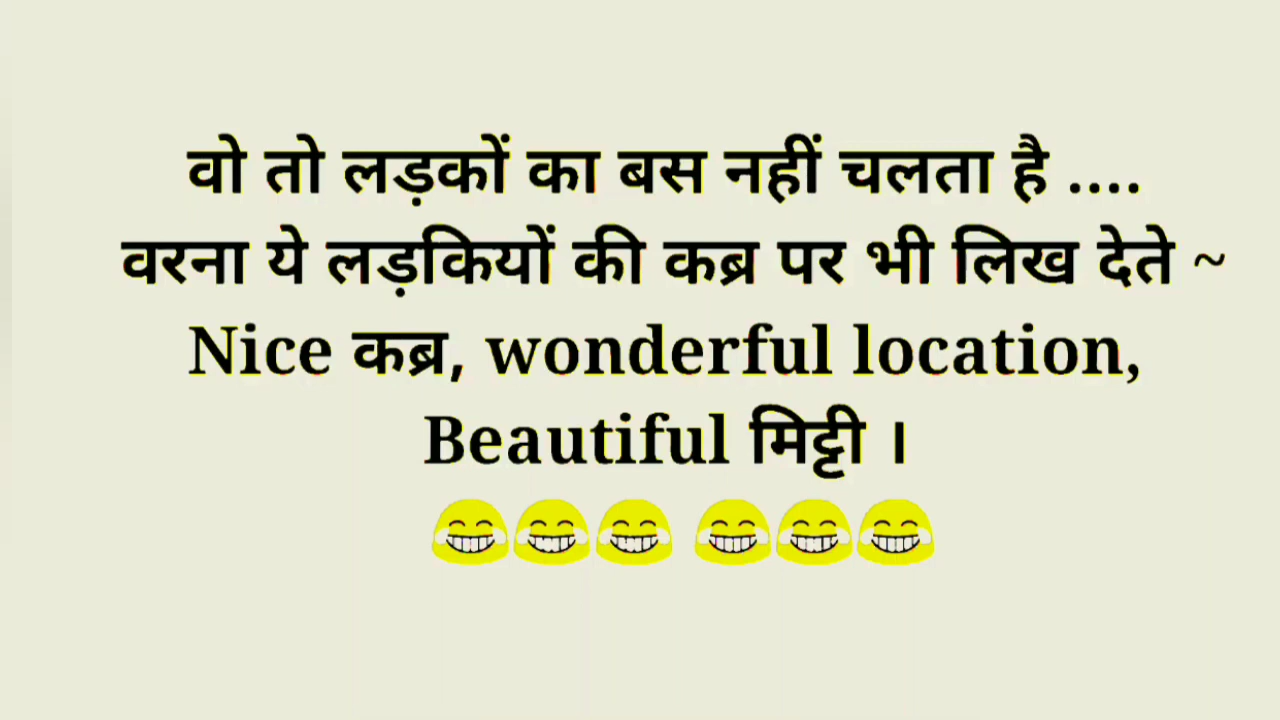 वो तो लड़कों का बस नहीं चलता है ....
वरना ये लड़कियों की कब्र पर भी लिख देते ~
Nice कब्र, wonderful location,
Beautiful मिट्टी ।
😂😂😂 😂😂😂